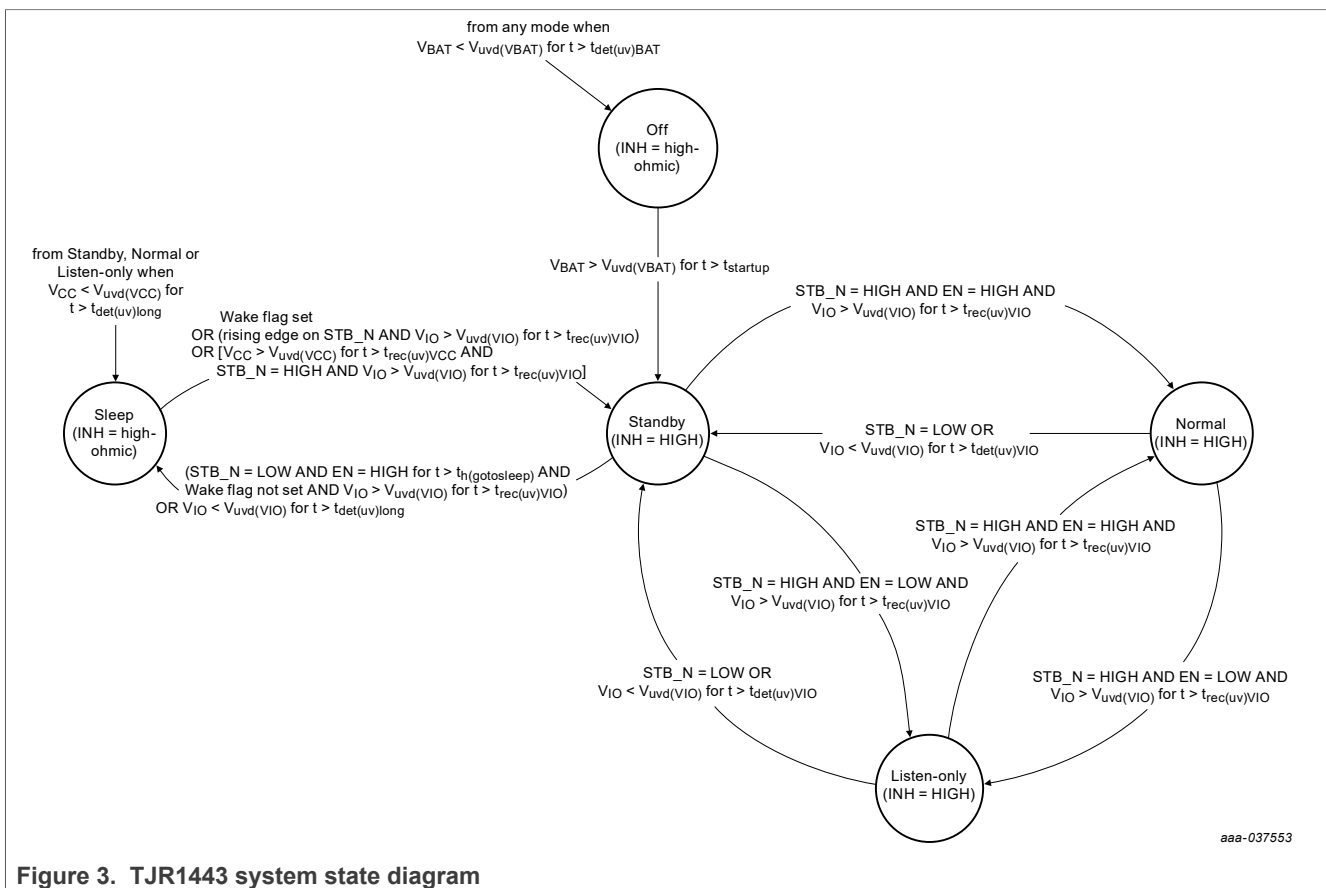 from any mode when
VBAT < Vuvd(VBAT) for t > tdet(uv)BAT
Off
(INH = high-
ohmic)
VBAT > Vuvd(VBAT) for t > tstartup
from Standby, Normal or
Listen-only when
VCC < Vuvd(VCC) for
t > tdet(uv)long
Wake flag set
OR (rising edge on STB_N AND VIO > Vuvd(VIO) for t > trec(uv)VIO)
OR [VCC > Vuvd(VCC) for t > trec(uv)VCC AND
STB_N = HIGH AND VIO > Vuvd(VIO) for t > trec(uv)VIO]
STB_N = HIGH AND EN = HIGH AND
VIO > Vuvd(VIO) for t > trec(uv)VIO
Sleep
(INH = high-
ohmic)
Standby
(INH = HIGH)
STB_N = LOW OR
VIO < Vuvd(VIO) for t > tdet(uv)VIO
Normal
(INH = HIGH)
(STB_N = LOW AND EN = HIGH for t > th(gotosleep) AND
Wake flag not set AND VIO > Vuvd(VIO) for t > trec(uv)VIO)
OR VIO < Vuvd(VIO) for t > tdet(uv)long
STB_N = HIGH AND EN = HIGH AND
VIO > Vuvd(VIO) for t > trec(uv)VIO
STB_N = HIGH AND EN = LOW AND
VIO > Vuvd(VIO) for t > trec(uv)VIO
STB_N = LOW OR
VIO < Vuvd(VIO) for t > tdet(uv)VIO
STB_N = HIGH AND EN = LOW AND
VIO > Vuvd(VIO) for t > trec(uv)VIO
Listen-only
(INH = HIGH)
aaa-037553
Figure 3. TJR1443 system state diagram